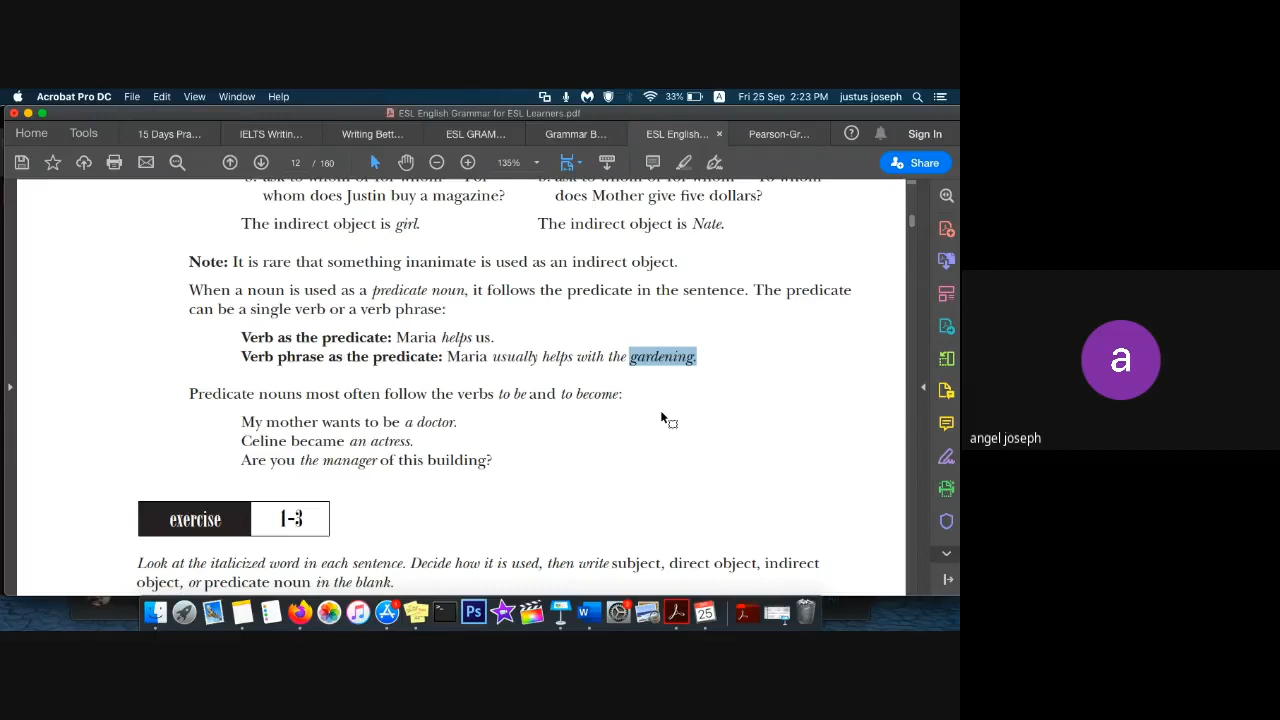 Acrobat Pro DC File Edit View Window Help 33% A Fri 25 Sep 2:23 PM justus joseph
ESL English Grammar for ESL Learners.pdf
Home Tools 15 Days Pra... IELTS Writin... Writing Bett... ESL GRAM... Grammar B... ESL English... × Pearson-Gr... Sign In
12 / 160 135% Share
whom does Justin buy a magazine? does Mother give five dollars?
The indirect object is girl. The indirect object is Nate.
Note: It is rare that something inanimate is used as an indirect object.
When a noun is used as a predicate noun, it follows the predicate in the sentence. The predicate
can be a single verb or a verb phrase:
Verb as the predicate: Maria helps us.
Verb phrase as the predicate: Maria usually helps with the gardening.
Predicate nouns most often follow the verbs to be and to become:
My mother wants to be a doctor.
Celine became an actress.
Are you the manager of this building?
exercise 1-3
Look at the italicized word in each sentence. Decide how it is used, then write subject, direct object, indirect
object, or predicate noun in the blank.
a
angel joseph
Ps
W
25